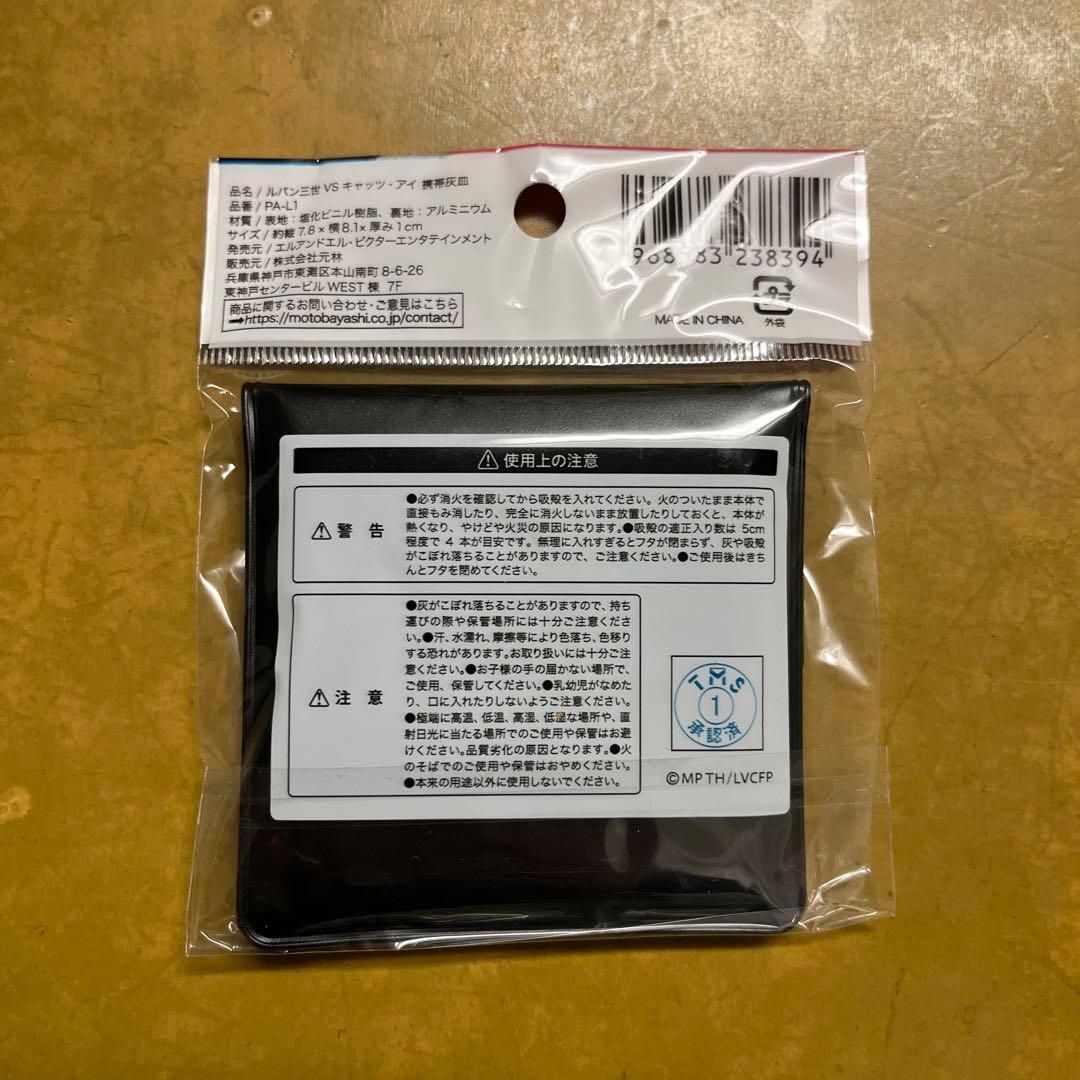 品名 / ルパン三世 VS キャッツ・アイ 携帯灰皿
品番 / PA-L1
材質 / 表地：塩化ビニル樹脂、裏地：アルミニウム
サイズ / 約縦 7.8 × 横 8.1× 厚み 1 cm
発売元 / エルアンドエル・ビクターエンタテインメント
販売元 / 株式会社元林
兵庫県神戸市東灘区本山南町 8-6-26
東神戸センタービル WEST 棟 7F
商品に関するお問い合わせ・ご意見はこちら
➡https://motobayashi.co.jp/contact/
238394
MADE IN CHINA
外袋
⚠ 使用上の注意
⚠ 警告
●必ず消火を確認してから吸殻を入れてください。火のついたまま本体で
直接もみ消したり、完全に消火しないまま放置したりしておくと、本体が
熱くなり、やけどや火災の原因になります。●吸殻の適正入り数は 5cm
程度で 4 本が目安です。無理に入れすぎるとフタが閉まらず、灰や吸殻
がこぼれ落ちることがありますので、ご注意ください。●ご使用後はきち
んとフタを閉めてください。
⚠ 注意
●灰がこぼれ落ちることがありますので、持ち
運びの際や保管場所には十分ご注意くださ
い。●汗、水濡れ、摩擦等により色落ち、色移り
する恐れがあります。お取り扱いには十分ご注
意ください。●お子様の手の届かない場所で、
ご使用、保管してください。●乳幼児がなめた
り、口に入れたりしないようご注意ください。
●極端に高温、低温、高湿、低湿な場所や、直
射日光に当たる場所でのご使用や保管はお避
けください。品質劣化の原因となります。●火
のそばでのご使用や保管はおやめください。
●本来の用途以外に使用しないでください。
TMS
1
承認済
©MP TH/LVCFP